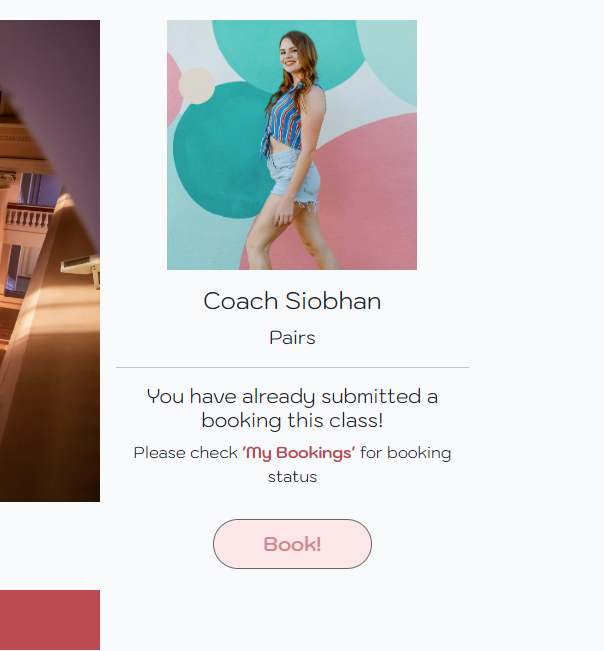 Coach Siobhan
Pairs
You have already submitted a
booking this class!
Please check 'My Bookings' for booking
status
Book!